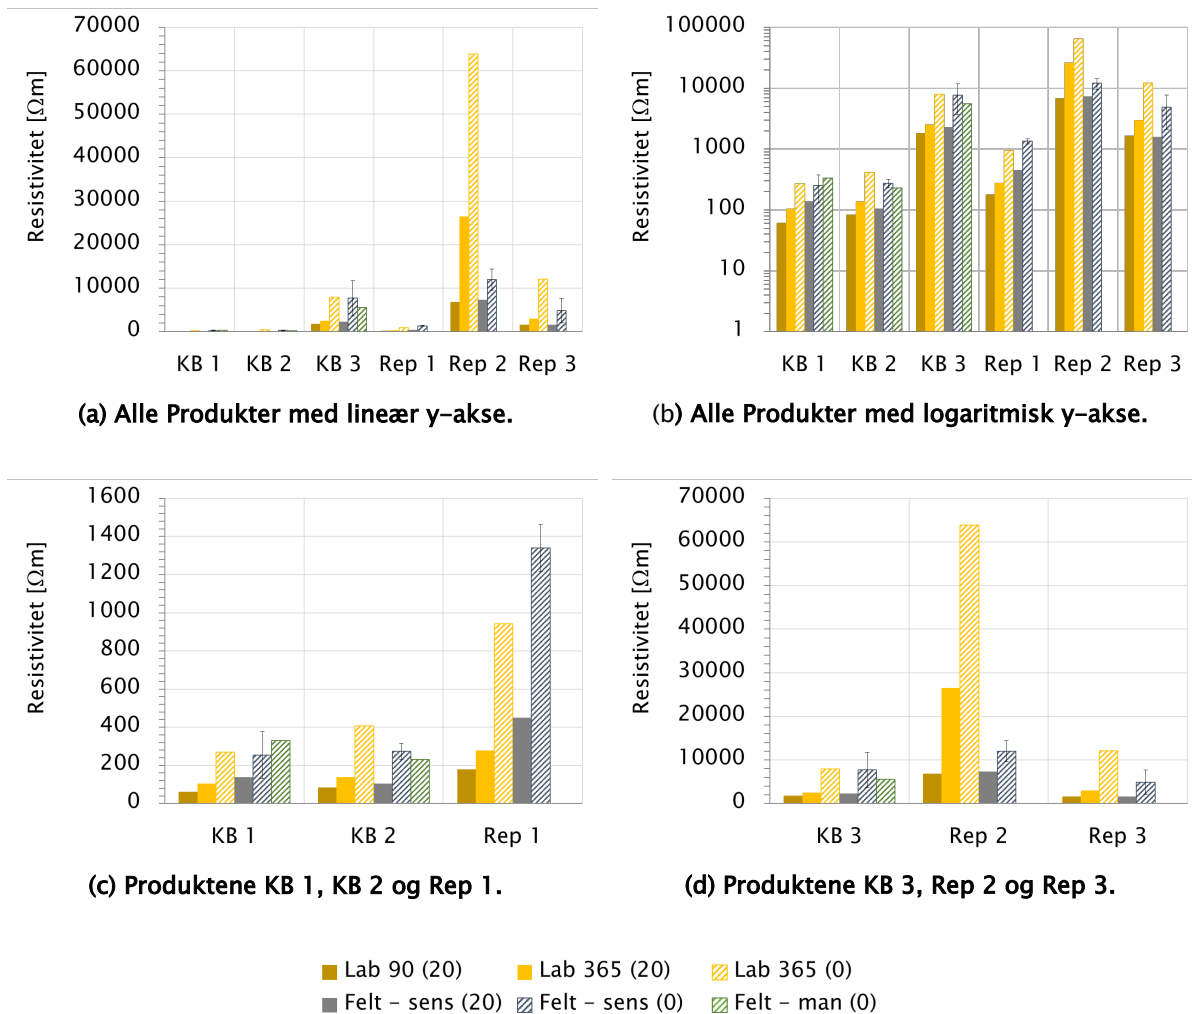 70000
60000
50000
40000
30000
20000
10000
0
Resistivitet [Ωm]
KB 1 KB 2 KB 3 Rep 1 Rep 2 Rep 3
(a) Alle Produkter med lineær y-akse.
100000
10000
1000
100
10
1
Resistivitet [Ωm]
KB 1 KB 2 KB 3 Rep 1 Rep 2 Rep 3
(b) Alle Produkter med logaritmisk y-akse.
1600
1400
1200
1000
800
600
400
200
0
Resistivitet [Ωm]
KB 1 KB 2 Rep 1
(c) Produktene KB 1, KB 2 og Rep 1.
70000
60000
50000
40000
30000
20000
10000
0
Resistivitet [Ωm]
KB 3 Rep 2 Rep 3
(d) Produktene KB 3, Rep 2 og Rep 3.
Lab 90 (20) Lab 365 (20) Lab 365 (0)
Felt - sens (20) Felt - sens (0) Felt - man (0)